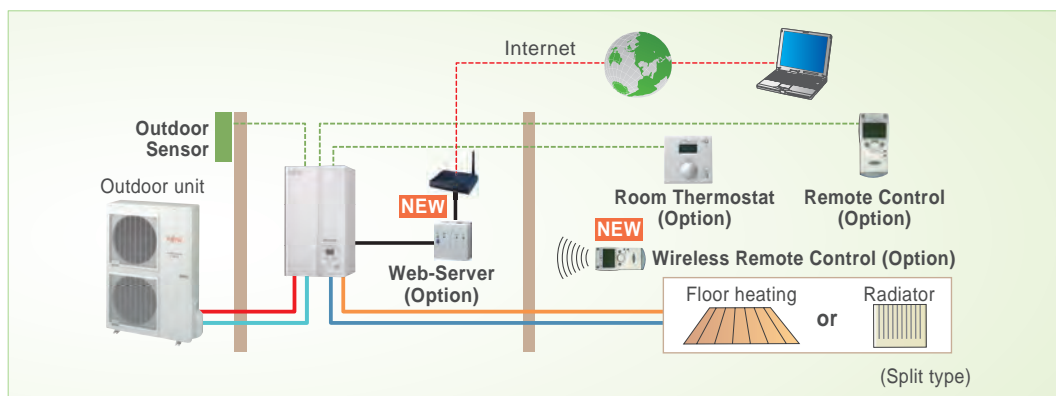 Internet
Outdoor
Sensor
Outdoor unit
NEW
Web-Server
(Option)
Room Thermostat
(Option)
Remote Control
(Option)
NEW
Wireless Remote Control (Option)
Floor heating
or
Radiator
(Split type)